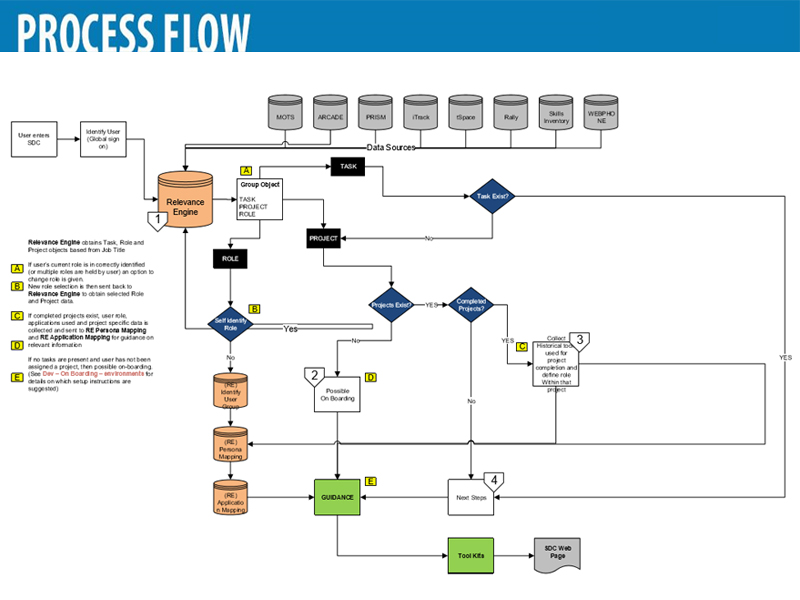 PROCESS FLOW
MOTS
ARCADE
PRISM
iTrack
tSpace
Rally
Skills
Inventory
WEBPHO
NE
User enters
SDC
Identify User
(Global sign
on)
Data Sources
Relevance
Engine
1
A
Group Object
TASK
PROJECT
ROLE
TASK
Task Exist?
No
PROJECT
ROLE
Relevance Engine obtains Task, Role and
Project objects based from Job Title
A
If user's current role is in correctly identified
(or multiple roles are held by user) an option to
change role is given.
B
New role selection is then sent back to
Relevance Engine to obtain selected Role
and Project data.
C
If completed projects exist, user role,
applications used and project specific data is
collected and sent to RE Persona Mapping
and RE Application Mapping for guidance on
relevant information
D
If no tasks are present and user has not been
assigned a project, then possible on-boarding.
(See Dev – On Boarding – environments for
details on which setup instructions are
suggested)
E
B
Self Identify
Role
Yes
No
Projects Exist?
YES
Completed
Projects?
No
YES
C
3
Collect
Historical tool
used for
project
completion and
define role
Within that
project
YES
2
Possible
On Boarding
D
No
(RE)
Identify
User
Group
(RE)
Persona
Mapping
(RE)
Applicatio
n Mapping
GUIDANCE
E
Next Steps
4
Tool Kits
SDC Web
Page